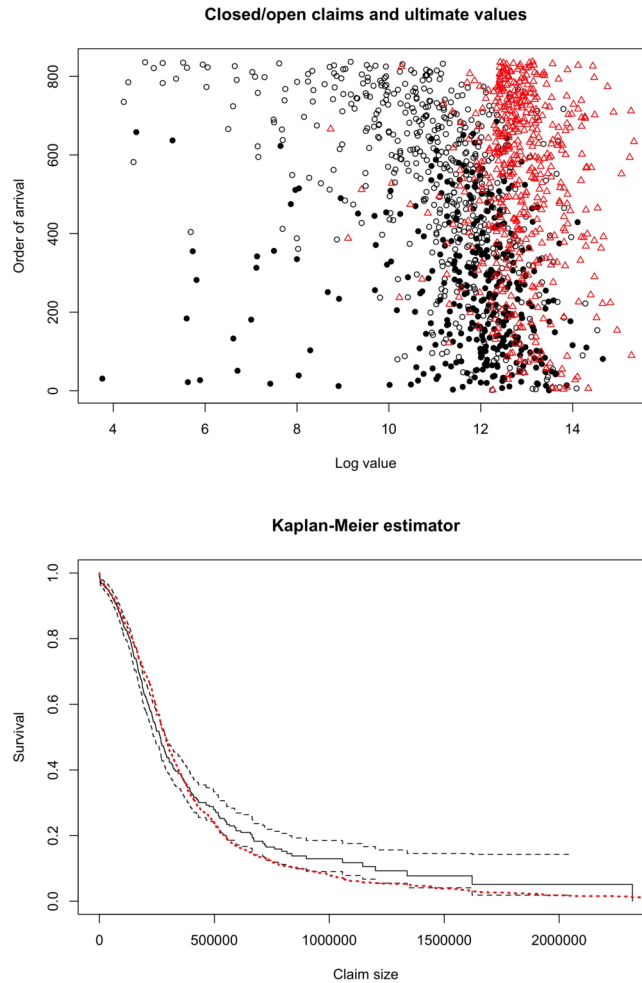 Closed/open claims and ultimate values
800
600
400
200
0
4 6 8 10 12 14
Order of arrival
Log value
Kaplan-Meier estimator
1.0
0.8
0.6
0.4
0.2
0.0
0 500000 1000000 1500000 2000000
Survival
Claim size